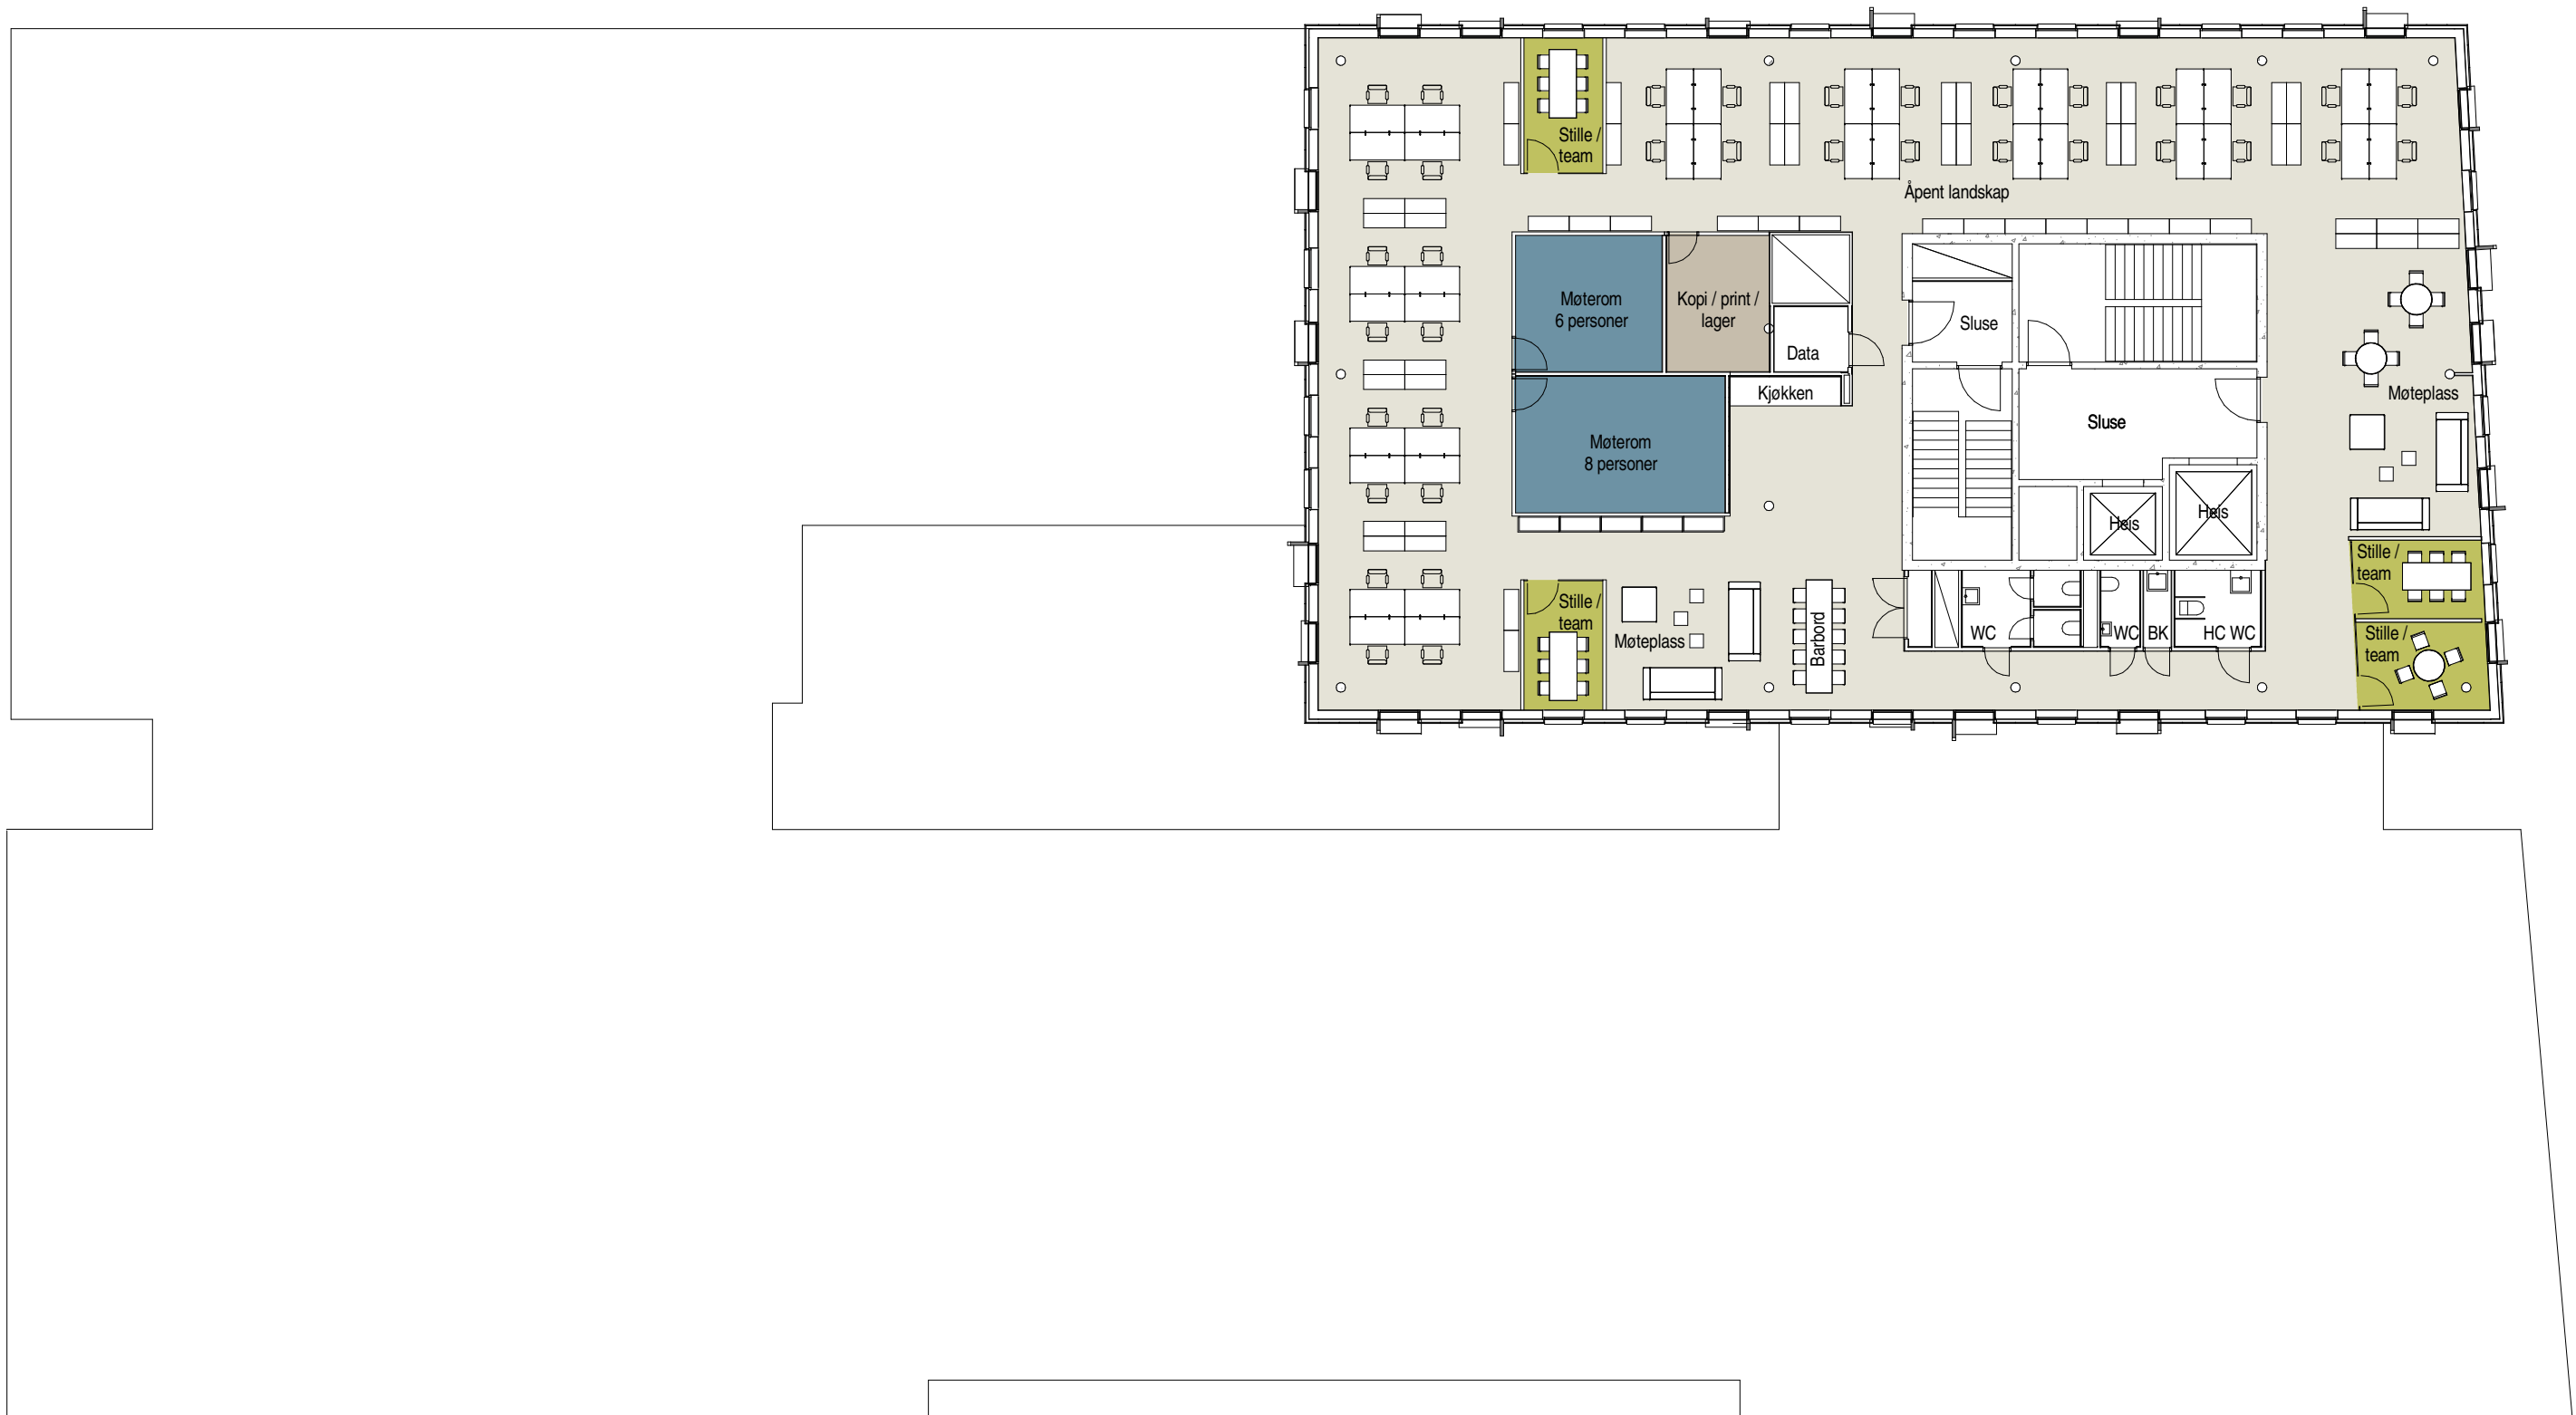 Stille /
team
Åpent landskap
Møterom
6 personer
Kopi / print /
lager
Data
Sluse
Kjøkken
Møteplass
Sluse
Møterom
8 personer
Heis
Heis
Stille /
team
Stille /
team
Møteplass
Barbord
WC
WC
BK
HC WC
Stille /
team